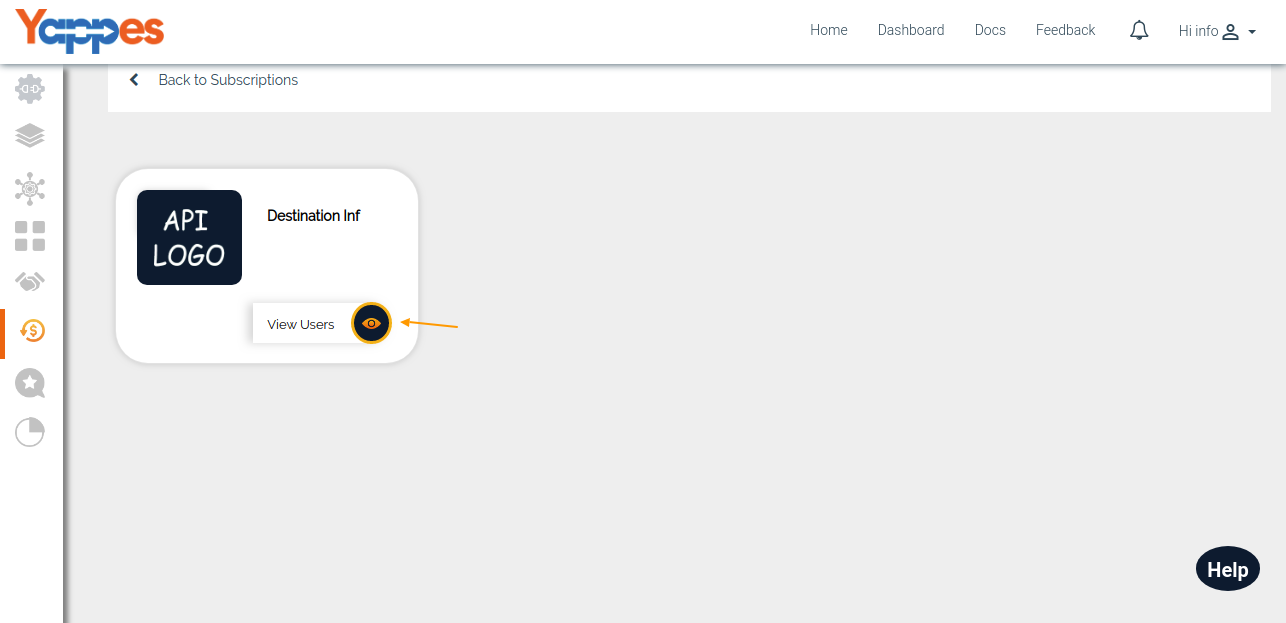 Yappes
Home Dashboard Docs Feedback Hi info
Back to Subscriptions
API
LOGO
Destination Inf
View Users
Help